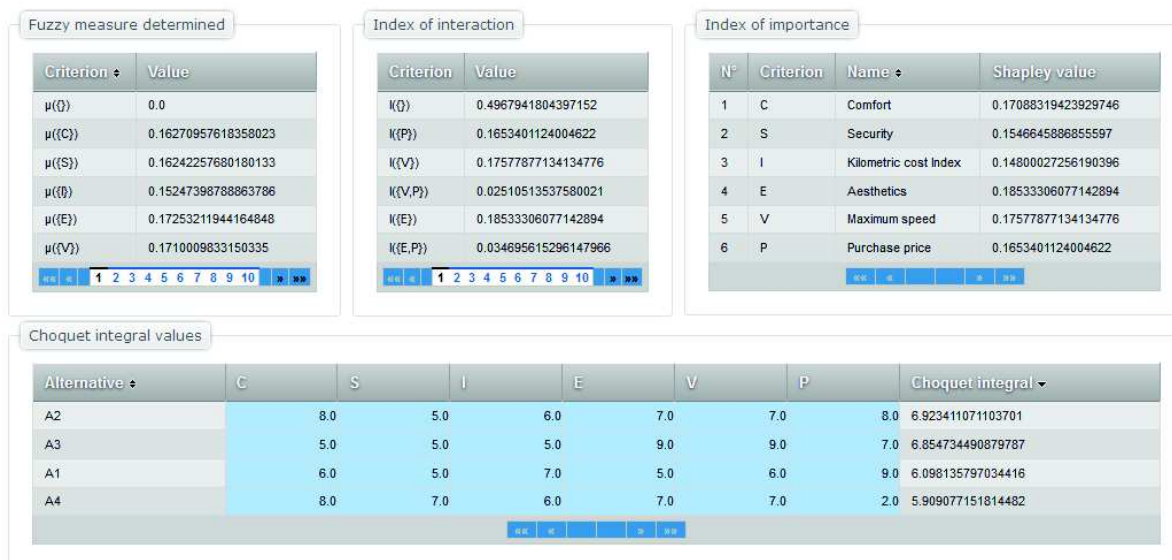 Fuzzy measure determined
Criterion Value
μ({}) 0.0
μ({C}) 0.16270957618358023
μ({S}) 0.16242257680180133
μ({I}) 0.15247398788863786
μ({E}) 0.17253211944164848
μ({V}) 0.1710009833150335
«« « 1 2 3 4 5 6 7 8 9 10 » »»
Index of interaction
Criterion Value
I({}) 0.4967941804397152
I({P}) 0.1653401124004622
I({V}) 0.17577877134134776
I({V,P}) 0.02510513537580021
I({E}) 0.18533306077142894
I({E,P}) 0.034695615296147966
«« « 1 2 3 4 5 6 7 8 9 10 » »»
Index of importance
N° Criterion Name Shapley value
1 C Comfort 0.17088319423929746
2 S Security 0.1546645886855597
3 I Kilometric cost Index 0.14800027256190396
4 E Aesthetics 0.18533306077142894
5 V Maximum speed 0.17577877134134776
6 P Purchase price 0.1653401124004622
«« « » »»
Choquet integral values
Alternative C S I E V P Choquet integral
A2 8.0 5.0 6.0 7.0 7.0 8.0 6.923411071103701
A3 5.0 5.0 5.0 9.0 9.0 7.0 6.854734490879787
A1 6.0 5.0 7.0 5.0 6.0 9.0 6.098135797034416
A4 8.0 7.0 6.0 7.0 7.0 2.0 5.909077151814482
«« « » »»